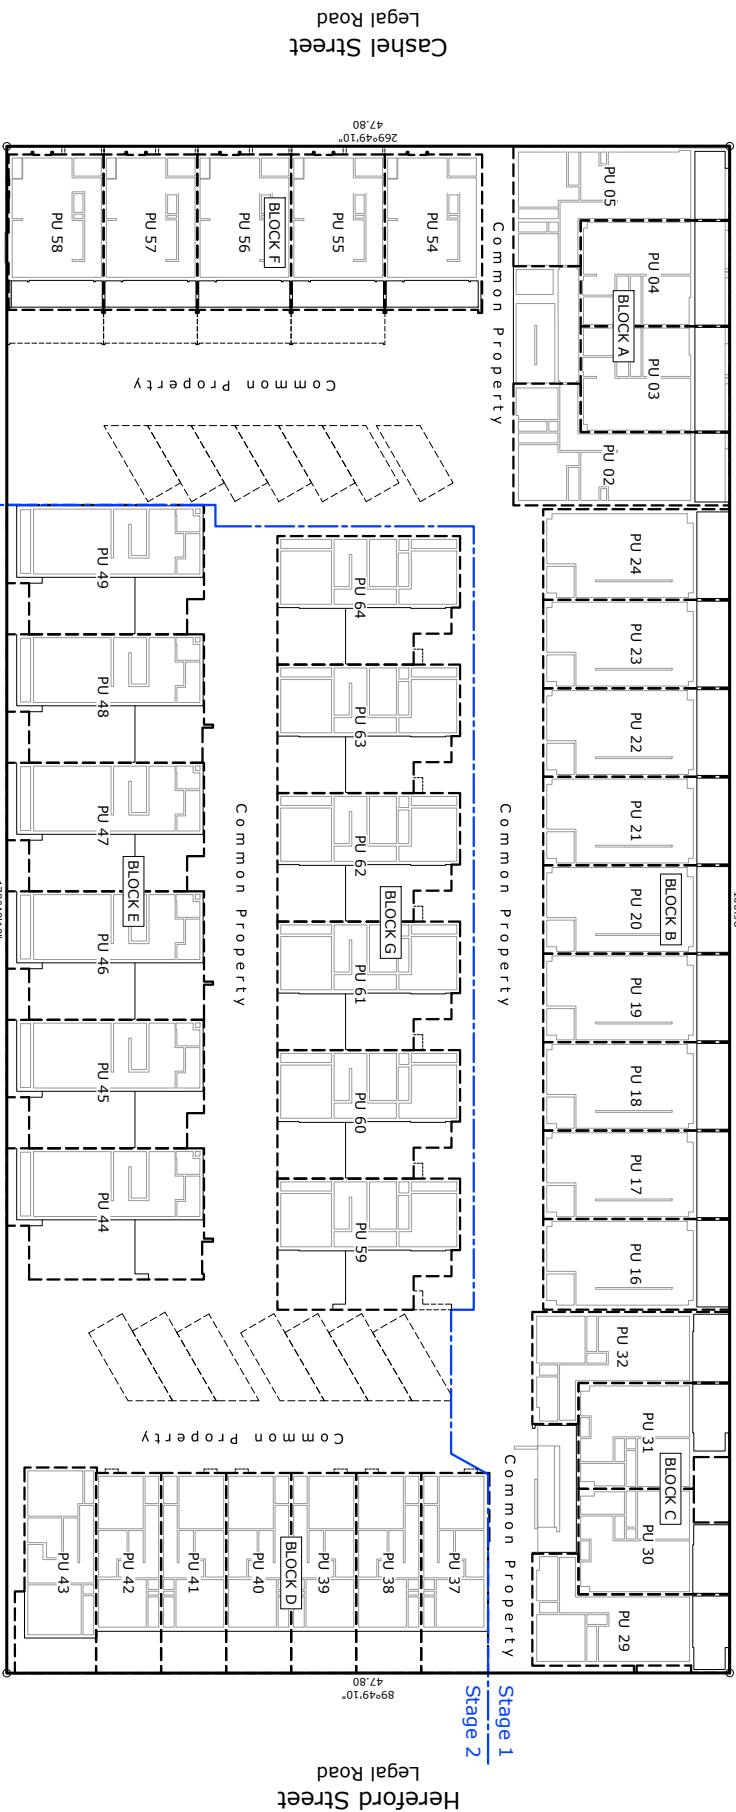 Cashel Street
Legal Road
47.80
269°49'10"
PU 58
PU 57
PU 56
BLOCK F
PU 55
PU 54
Common Property
PU 05
PU 04
BLOCK A
PU 03
PU 02
Common Property
PU 49
PU 48
PU 47
BLOCK E
PU 46
PU 45
PU 44
Common Property
PU 64
PU 63
PU 62
BLOCK G
PU 61
PU 60
PU 59
Common Property
PU 24
PU 23
PU 22
PU 21
PU 20
BLOCK B
PU 19
PU 18
PU 17
PU 16
Common Property
PU 43
PU 42
PU 41
PU 40
BLOCK D
PU 39
PU 38
PU 37
Common Property
PU 32
PU 31
BLOCK C
PU 30
PU 29
47.80
89°49'10"
Stage 1
Stage 2
Legal Road
Hereford Street